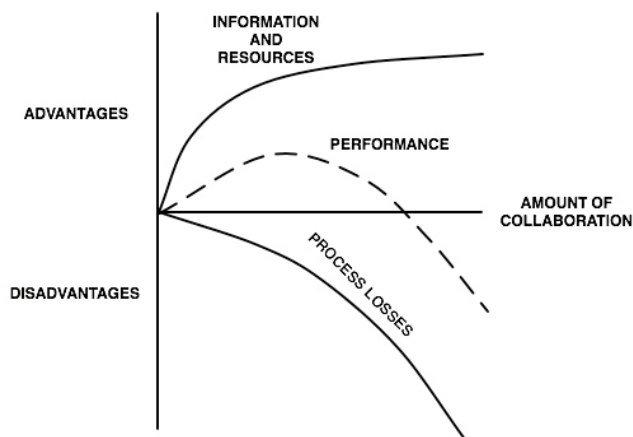 INFORMATION
AND
RESOURCES
ADVANTAGES
PERFORMANCE
AMOUNT OF
COLLABORATION
PROCESS LOSSES
DISADVANTAGES